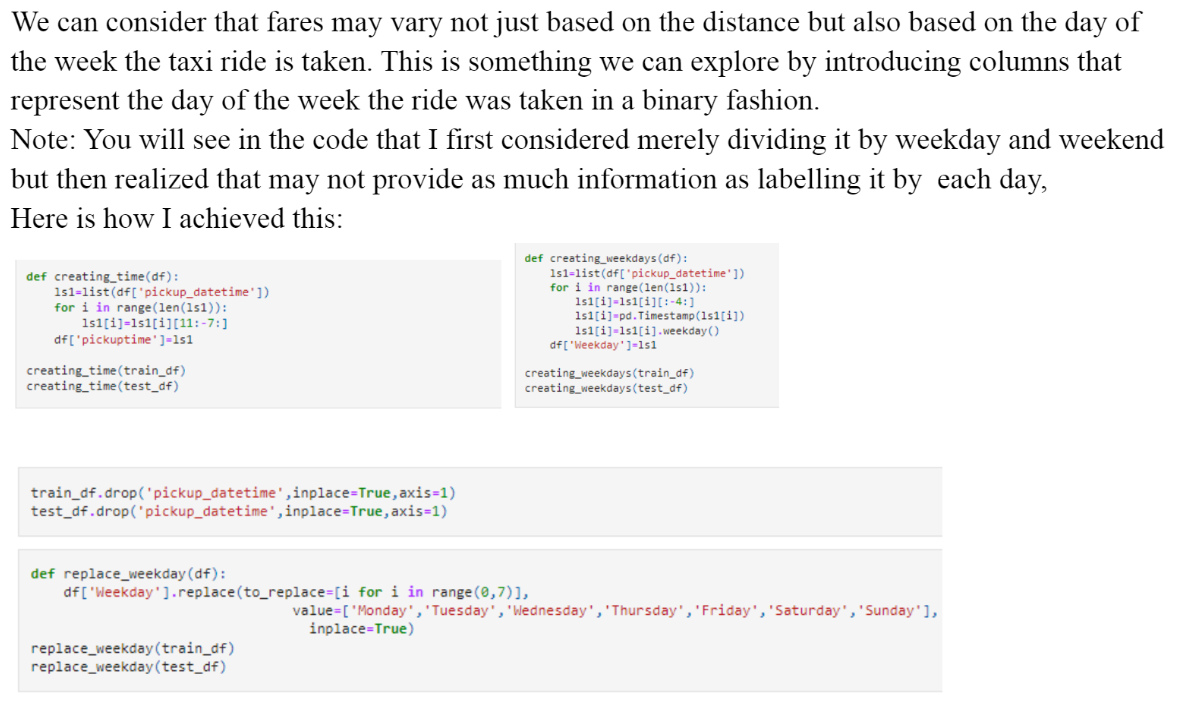 We can consider that fares may vary not just based on the distance but also based on the day of
the week the taxi ride is taken. This is something we can explore by introducing columns that
represent the day of the week the ride was taken in a binary fashion.
Note: You will see in the code that I first considered merely dividing it by weekday and weekend
but then realized that may not provide as much information as labelling it by  each day,
Here is how I achieved this:
def creating_time(df):
    ls1=list(df['pickup_datetime'])
    for i in range(len(ls1)):
        ls1[i]=ls1[i][11:-7:]
    df['pickuptime']=ls1
creating_time(train_df)
creating_time(test_df)
def creating_weekdays(df):
    ls1=list(df['pickup_datetime'])
    for i in range(len(ls1)):
        ls1[i]=ls1[i][:-4:]
        ls1[i]=pd.Timestamp(ls1[i])
        ls1[i]=ls1[i].weekday()
    df['Weekday']=ls1
creating_weekdays(train_df)
creating_weekdays(test_df)
train_df.drop('pickup_datetime',inplace=True,axis=1)
test_df.drop('pickup_datetime',inplace=True,axis=1)
def replace_weekday(df):
    df['Weekday'].replace(to_replace=[i for i in range(0,7)],
                                value=['Monday','Tuesday','Wednesday','Thursday','Friday','Saturday','Sunday'],
                                  inplace=True)
replace_weekday(train_df)
replace_weekday(test_df)